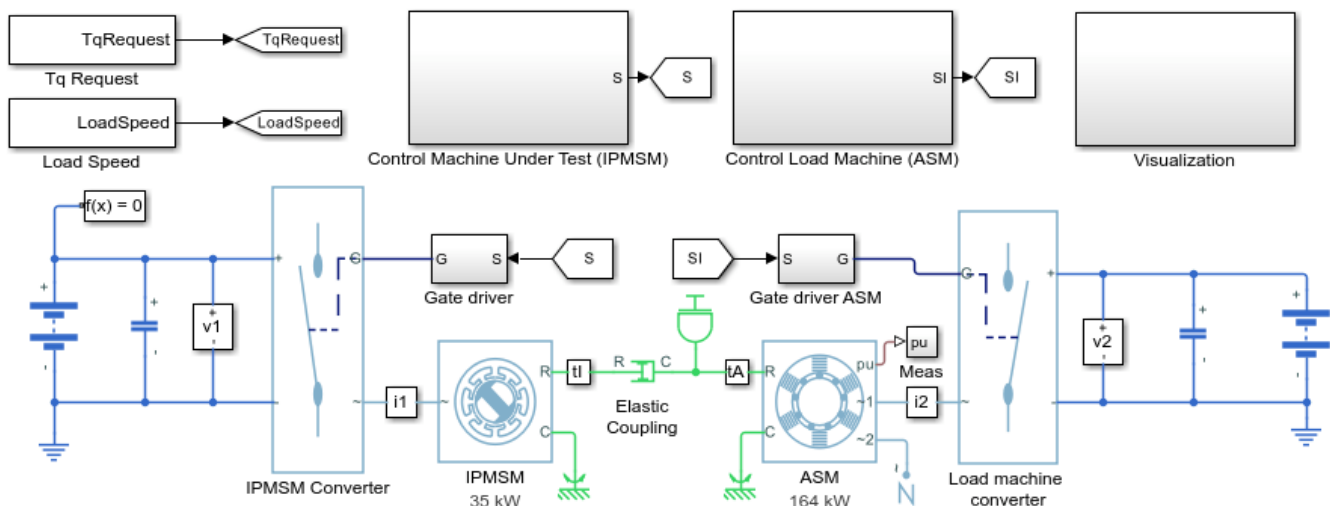 TqRequest
TqRequest
Tq Request
LoadSpeed
LoadSpeed
Load Speed
S
S
Control Machine Under Test (IPMSM)
SI
SI
Control Load Machine (ASM)
Visualization
f(x) = 0
+
-
+
-
v1
+
-
+
-
~
G
IPMSM Converter
G
S
Gate driver
S
i1
~
R
C
IPMSM
35 kW
tI
R
C
Elastic
Coupling
SI
S
G
Gate driver ASM
tA
R
C
pu
~1
~2
ASM
164 kW
pu
Meas
i2
~
N
G
+
-
~
Load machine
converter
v2
+
-
+
-
+
-